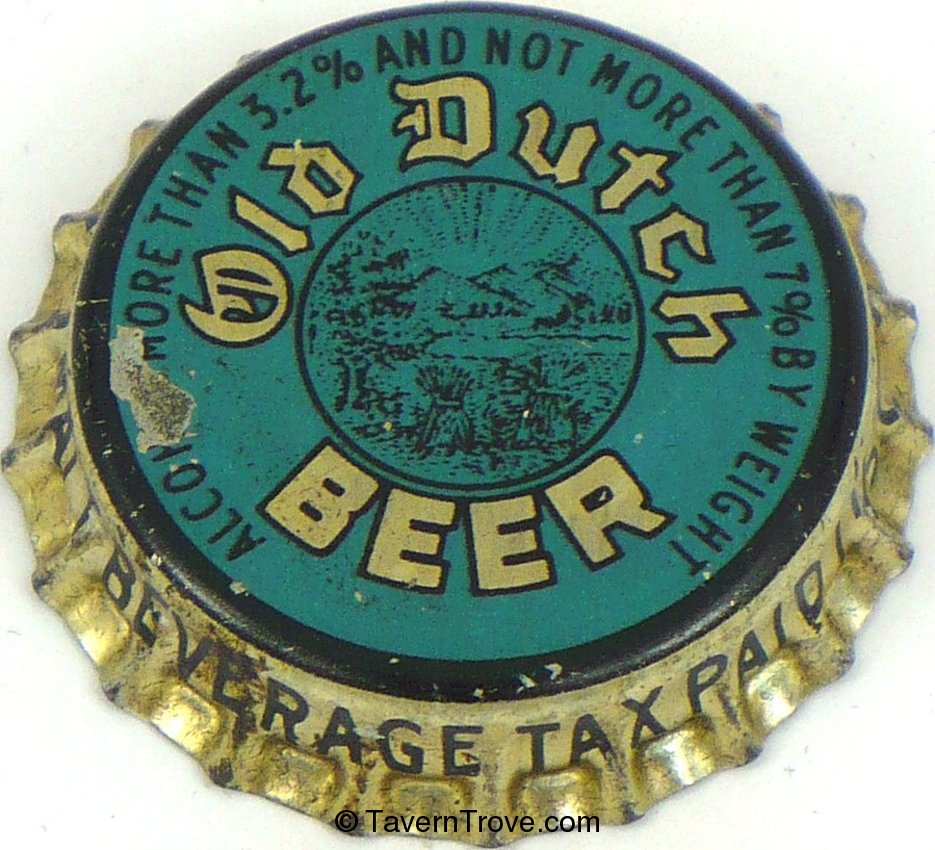 MORE THAN 3.2% AND NOT MORE THAN 7% BY WEIGHT
Old Dutch
BEER
BEVERAGE TAX PAID
© TavernTrove.com